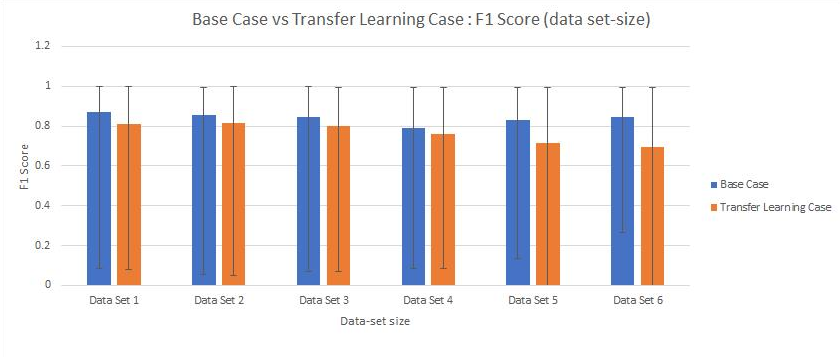 Base Case vs Transfer Learning Case : F1 Score (data set-size)
1.2
1
0.8
0.6
0.4
0.2
0
F1 Score
Data Set 1
Data Set 2
Data Set 3
Data Set 4
Data Set 5
Data Set 6
Data-set size
Base Case
Transfer Learning Case